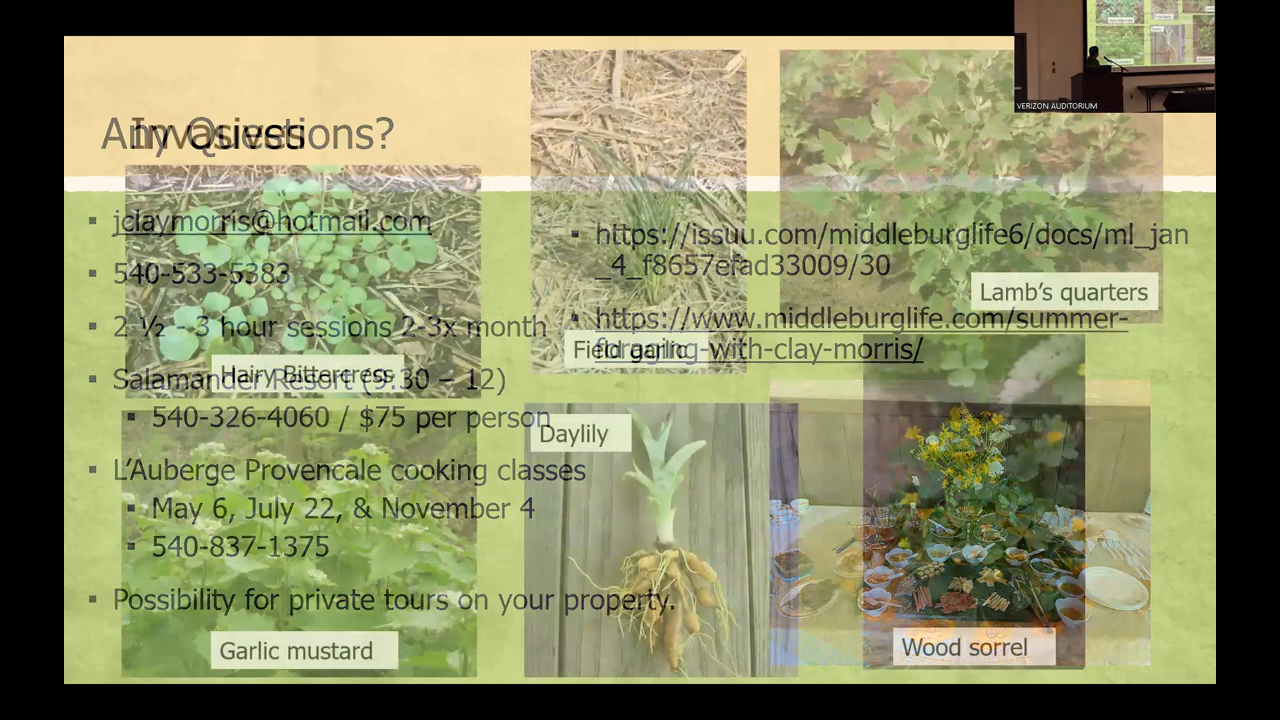 VERIZON AUDITORIUM
Any Questions?
Invasives
jclaymorris@hotmail.com
540-533-5383
2 ½ - 3 hour sessions 2-3x month
Salamander Resort (9:30 – 12)
540-326-4060 / $75 per person
L'Auberge Provencale cooking classes
May 6, July 22, & November 4
540-837-1375
Possibility for private tours on your property.
https://issuu.com/middleburglife6/docs/ml_jan
_4_f8657efad33009/30
https://www.middleburglife.com/summer-
foraging-with-clay-morris/
Hairy Bittercress
Field garlic
Lamb's quarters
Garlic mustard
Daylily
Wood sorrel